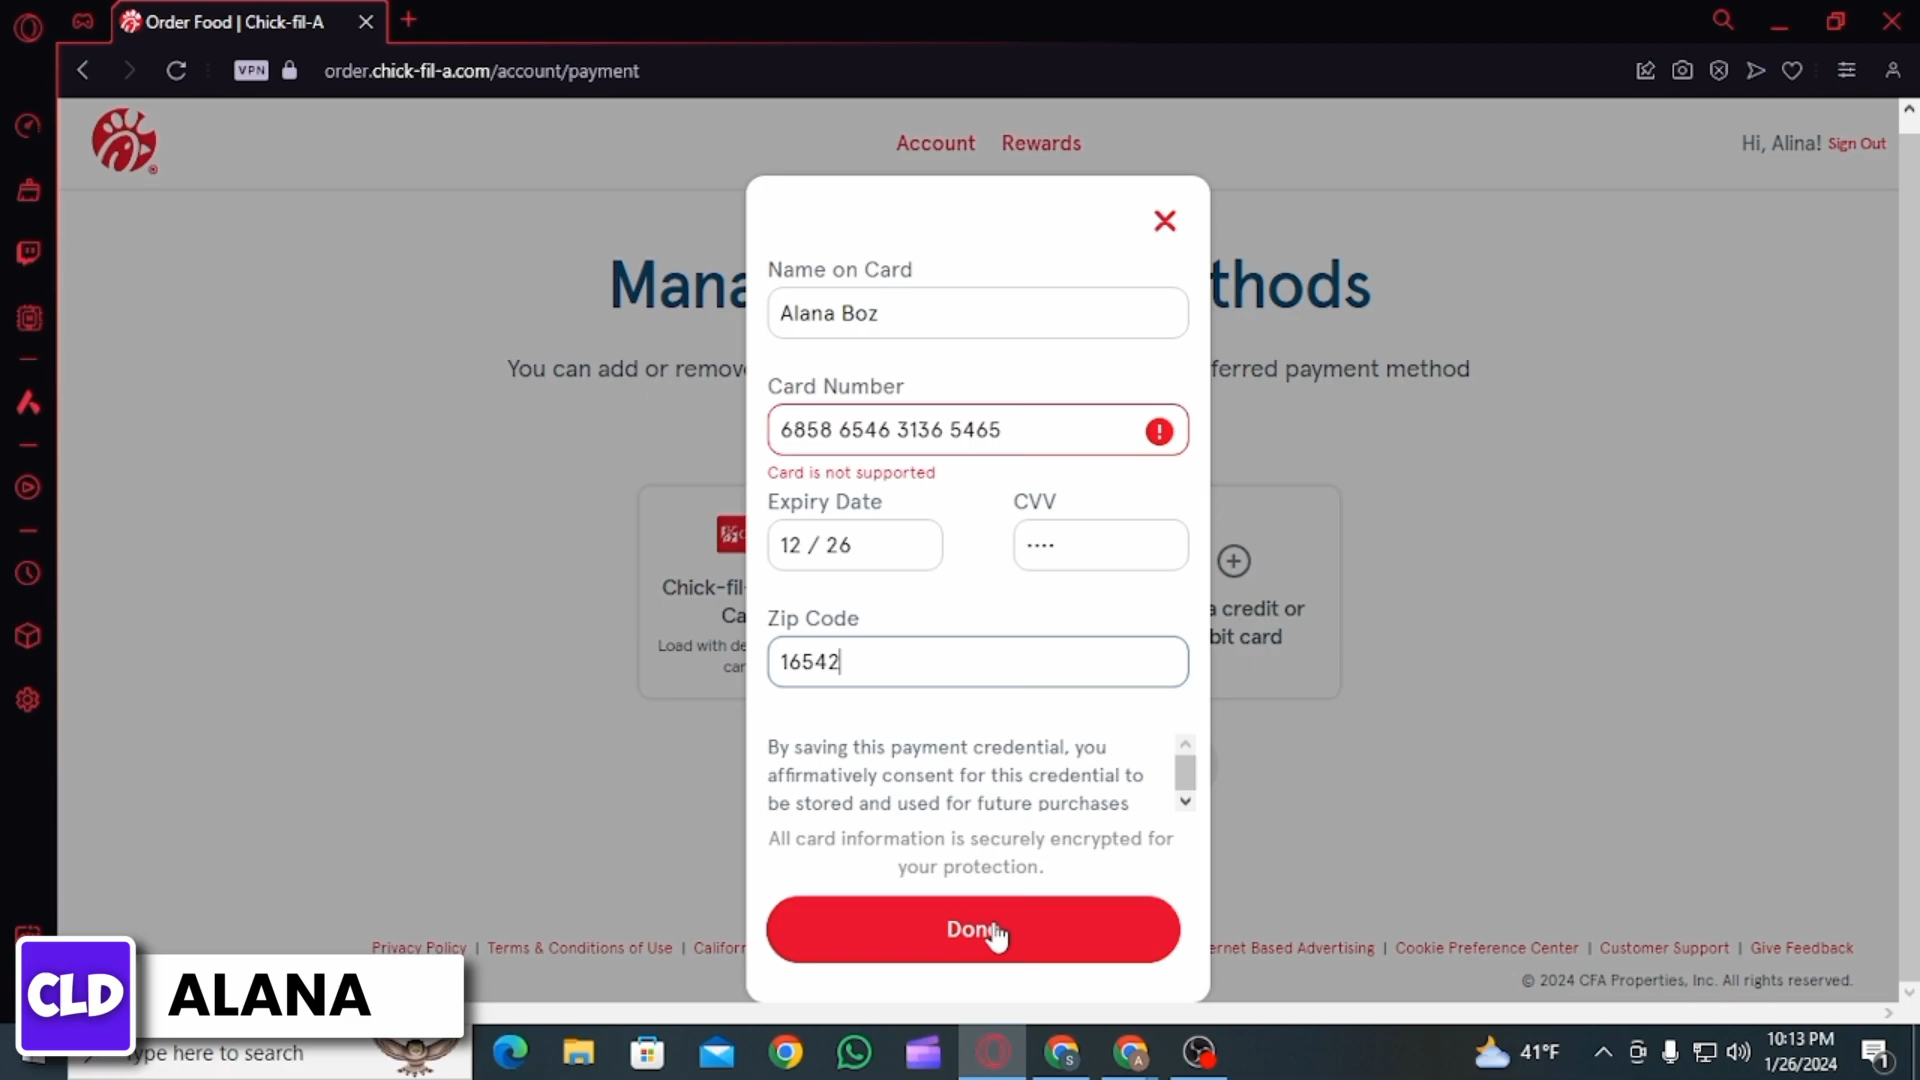 Order Food | Chick-fil-A
VPN
order.chick-fil-a.com/account/payment
Account
Rewards
Hi, Alina! Sign Out
Mana
thods
You can add or remov
ferred payment method
Name on Card
Alana Boz
Card Number
6858 6546 3136 5465
Card is not supported
Expiry Date
CVV
12 / 26
Zip Code
16542
Chick-fil-
Ca
Load with de
car
a credit or
bit card
By saving this payment credential, you
affirmatively consent for this credential to
be stored and used for future purchases
All card information is securely encrypted for
your protection.
Done
Privacy Policy | Terms & Conditions of Use | Califor
ernet Based Advertising | Cookie Preference Center | Customer Support | Give Feedback
© 2024 CFA Properties, Inc. All rights reserved.
CLD
ALANA
Type here to search
S
A
41°F
10:13 PM
1/26/2024
1